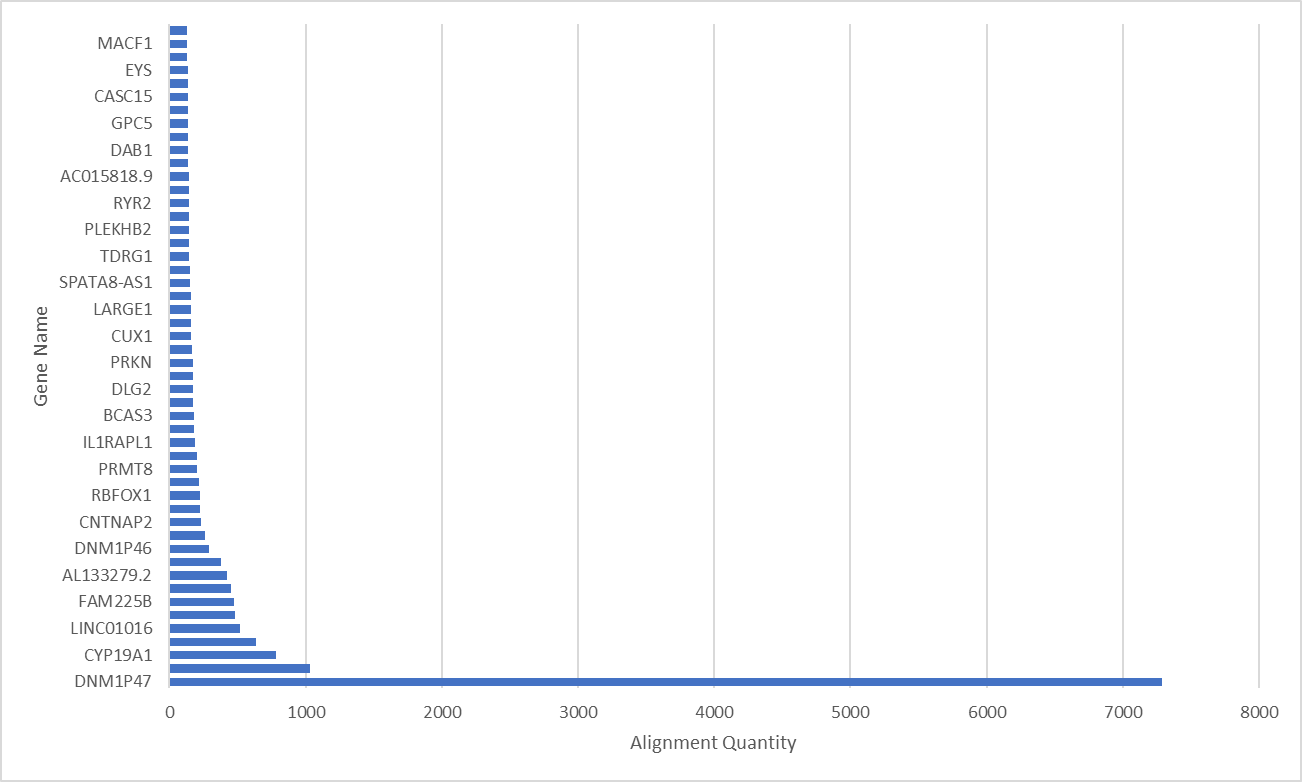 MACF1
EYS
CASC15
GPC5
DAB1
AC015818.9
RYR2
PLEKHB2
TDRG1
SPATA8-AS1
LARGE1
CUX1
PRKN
DLG2
BCAS3
IL1RAPL1
PRMT8
RBFOX1
CNTNAP2
DNM1P46
AL133279.2
FAM225B
LINC01016
CYP19A1
DNM1P47
Gene Name
0 1000 2000 3000 4000 5000 6000 7000 8000
Alignment Quantity